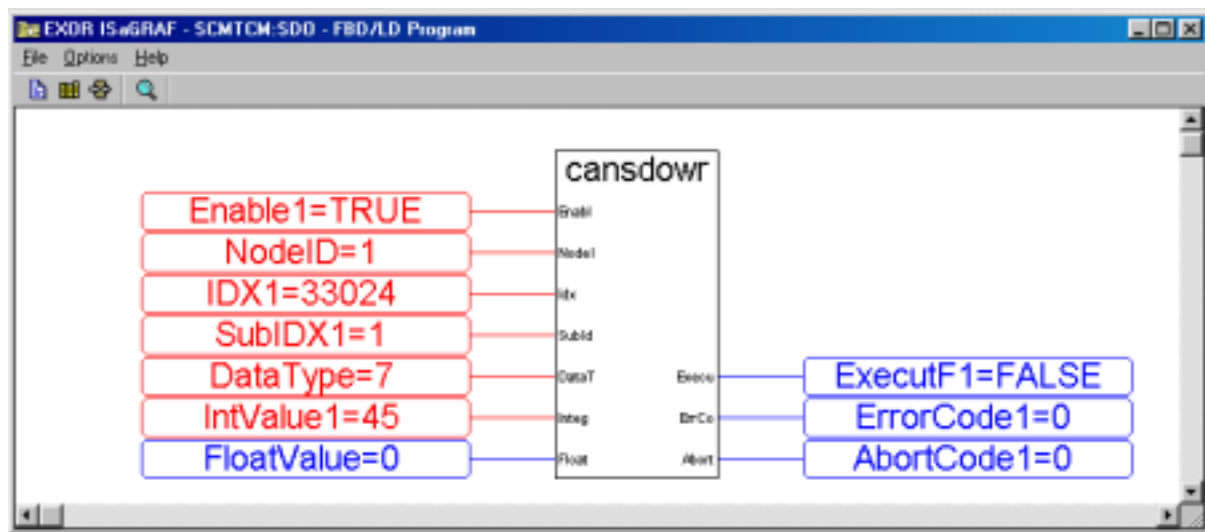 EXOR ISaGRAF - SCMTCM:SDO - FBD/LD Program
File Options Help
cansdowr
Enable1=TRUE
Enabl
NodeID=1
NodeI
IDX1=33024
Idx
SubIDX1=1
SubId
DataType=7
DataT
Execu
ExecutF1=FALSE
IntValue1=45
Integ
ErrCo
ErrorCode1=0
FloatValue=0
Float
Abort
AbortCode1=0